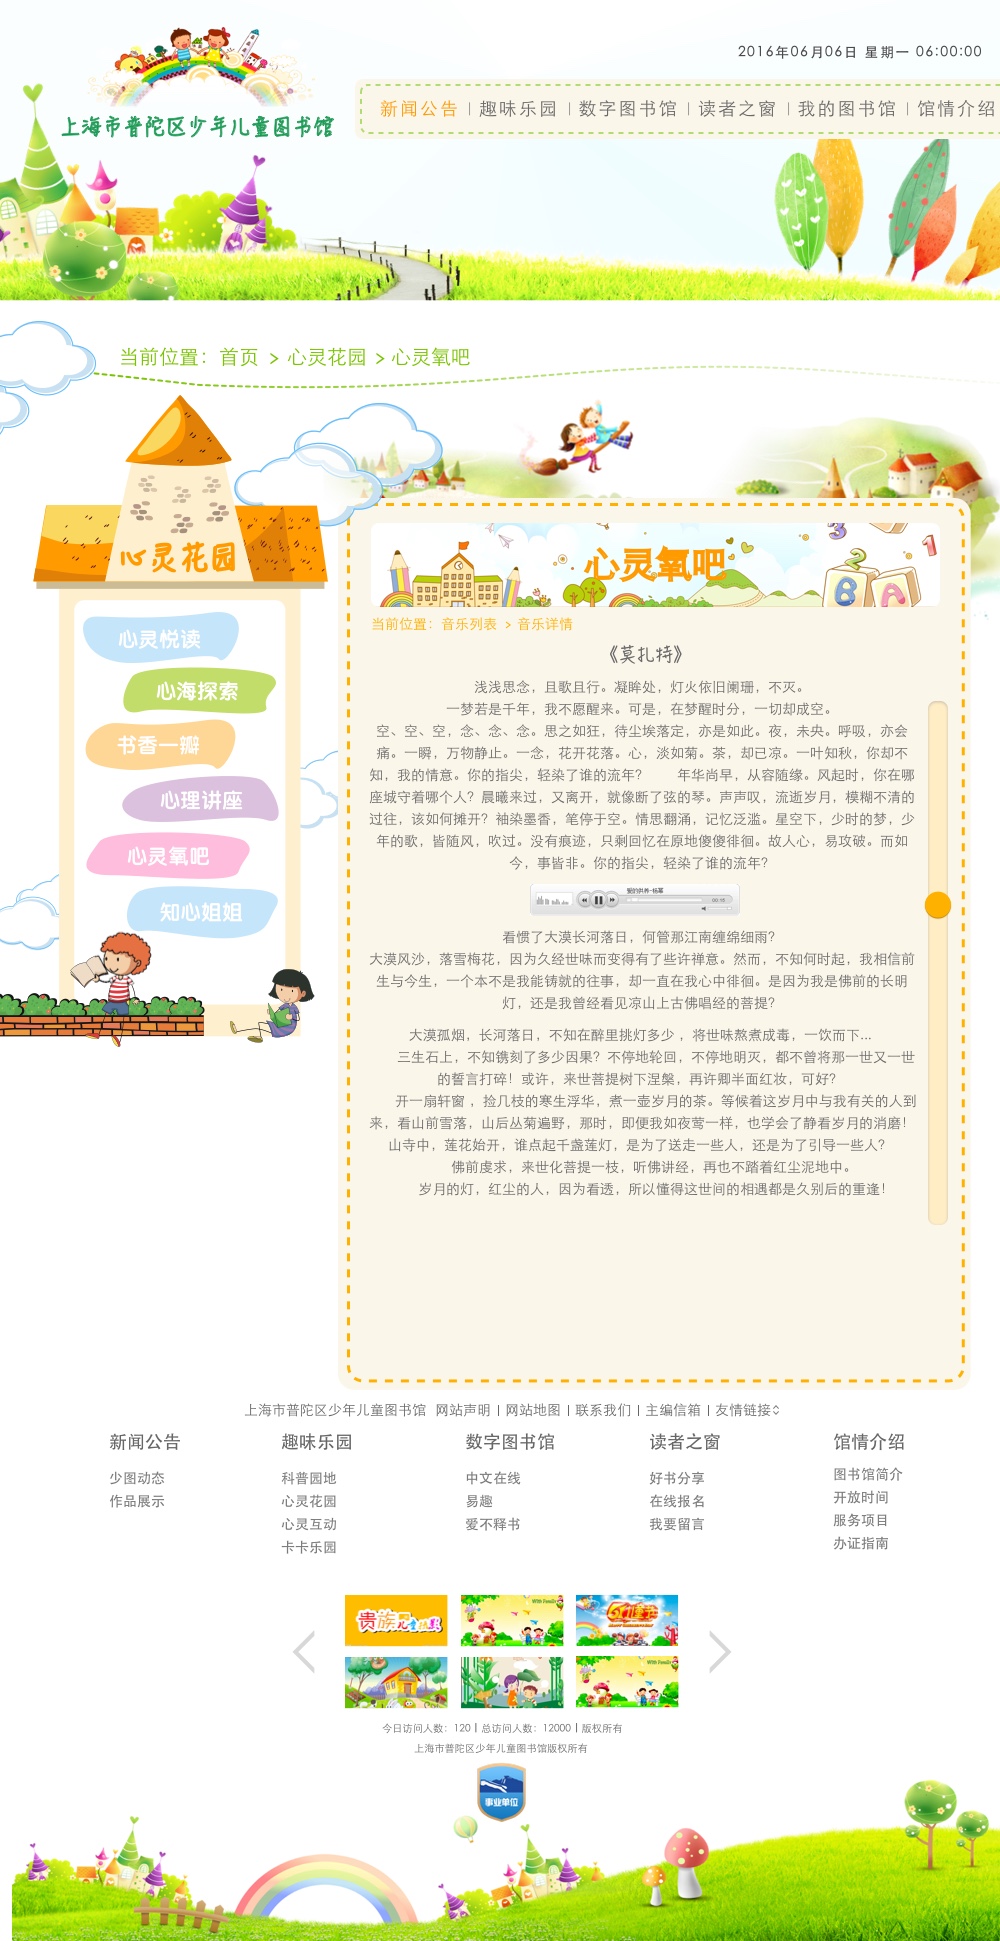 2016年06月06日 星期一 06:00:00
上海市普陀区少年儿童图书馆
新闻公告 | 趣味乐园 | 数字图书馆 | 读者之窗 | 我的图书馆 | 馆情介绍
当前位置：首页 > 心灵花园 > 心灵氧吧
心灵花园
心灵悦读
心海探索
书香一瓣
心理讲座
心灵氧吧
知心姐姐
心灵氧吧
3
2
1
B
A
当前位置：音乐列表 > 音乐详情
《莫扎特》
浅浅思念，且歌且行。凝眸处，灯火依旧阑珊，不灭。
一梦若是千年，我不愿醒来。可是，在梦醒时分，一切却成空。
空、空、空，念、念、念。思之如狂，待尘埃落定，亦是如此。夜，未央。呼吸，亦会
痛。一瞬，万物静止。一念，花开花落。心，淡如菊。茶，却已凉。一叶知秋，你却不
知，我的情意。你的指尖，轻染了谁的流年？ 年华尚早，从容随缘。风起时，你在哪
座城守着哪个人？晨曦来过，又离开，就像断了弦的琴。声声叹，流逝岁月，模糊不清的
过往，该如何摊开？袖染墨香，笔停于空。情思翻涌，记忆泛滥。星空下，少时的梦，少
年的歌，皆随风，吹过。没有痕迹，只剩回忆在原地傻傻徘徊。故人心，易攻破。而如
今，事皆非。你的指尖，轻染了谁的流年？
爱的供养-杨幂
00:15
看惯了大漠长河落日，何管那江南缠绵细雨？
大漠风沙，落雪梅花，因为久经世味而变得有了些许禅意。然而，不知何时起，我相信前
生与今生，一个本不是我能铸就的往事，却一直在我心中徘徊。是因为我是佛前的长明
灯，还是我曾经看见凉山上古佛唱经的菩提？
大漠孤烟，长河落日，不知在醉里挑灯多少 ，将世味熬煮成毒，一饮而下...
三生石上，不知镌刻了多少因果？不停地轮回，不停地明灭，都不曾将那一世又一世
的誓言打碎！或许，来世菩提树下涅槃，再许卿半面红妆，可好？
开一扇轩窗 ，捡几枝的寒生浮华，煮一壶岁月的茶。等候着这岁月中与我有关的人到
来，看山前雪落，山后丛菊遍野，那时，即便我如夜莺一样，也学会了静看岁月的消磨！
山寺中，莲花始开，谁点起千盏莲灯，是为了送走一些人，还是为了引导一些人？
佛前虔求，来世化菩提一枝，听佛讲经，再也不踏着红尘泥地中。
岁月的灯，红尘的人，因为看透，所以懂得这世间的相遇都是久别后的重逢！
上海市普陀区少年儿童图书馆 网站声明 | 网站地图 | 联系我们 | 主编信箱 | 友情链接
新闻公告
少图动态
作品展示
趣味乐园
科普园地
心灵花园
心灵互动
卡卡乐园
数字图书馆
中文在线
易趣
爱不释书
读者之窗
好书分享
在线报名
我要留言
馆情介绍
图书馆简介
开放时间
服务项目
办证指南
贵族儿童摄影
6.1儿童节
今日访问人数：120 | 总访问人数：12000 | 版权所有
上海市普陀区少年儿童图书馆版权所有
事业单位